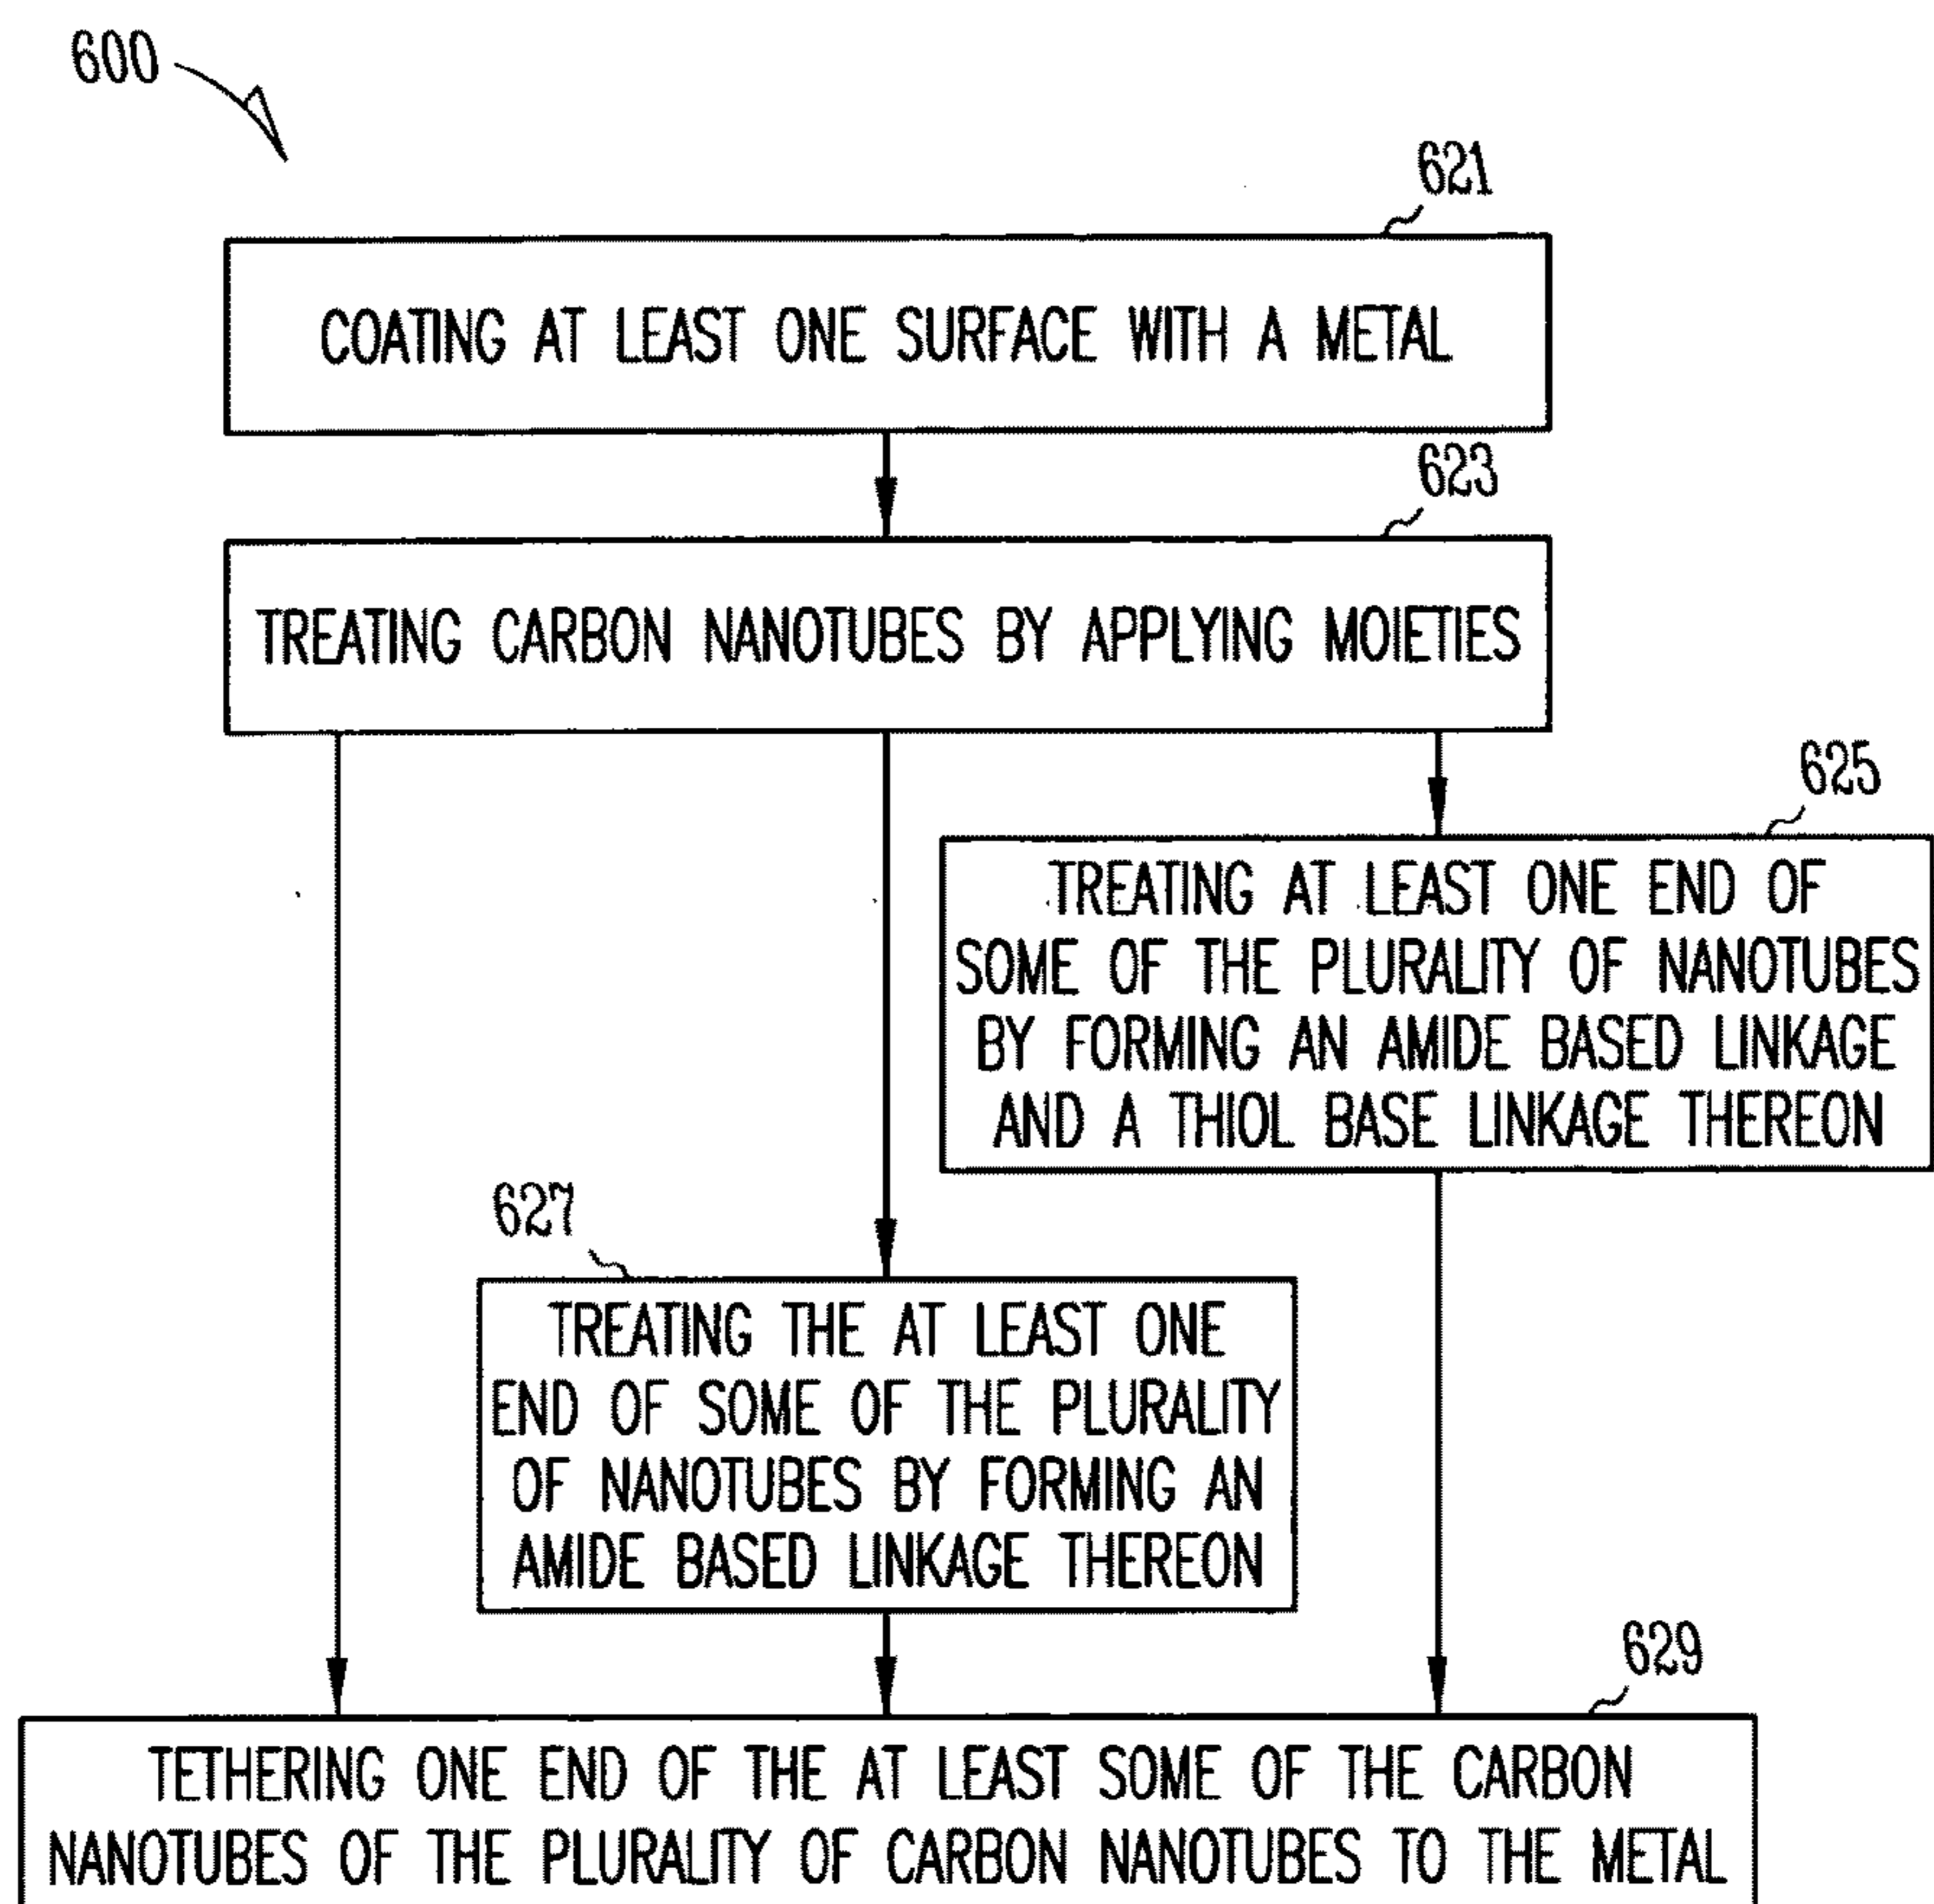 600
621
COATING AT LEAST ONE SURFACE WITH A METAL
623
TREATING CARBON NANOTUBES BY APPLYING MOIETIES
625
TREATING AT LEAST ONE END OF
SOME OF THE PLURALITY OF NANOTUBES
BY FORMING AN AMIDE BASED LINKAGE
AND A THIOL BASE LINKAGE THEREON
627
TREATING THE AT LEAST ONE
END OF SOME OF THE PLURALITY
OF NANOTUBES BY FORMING AN
AMIDE BASED LINKAGE THEREON
629
TETHERING ONE END OF THE AT LEAST SOME OF THE CARBON
NANOTUBES OF THE PLURALITY OF CARBON NANOTUBES TO THE METAL